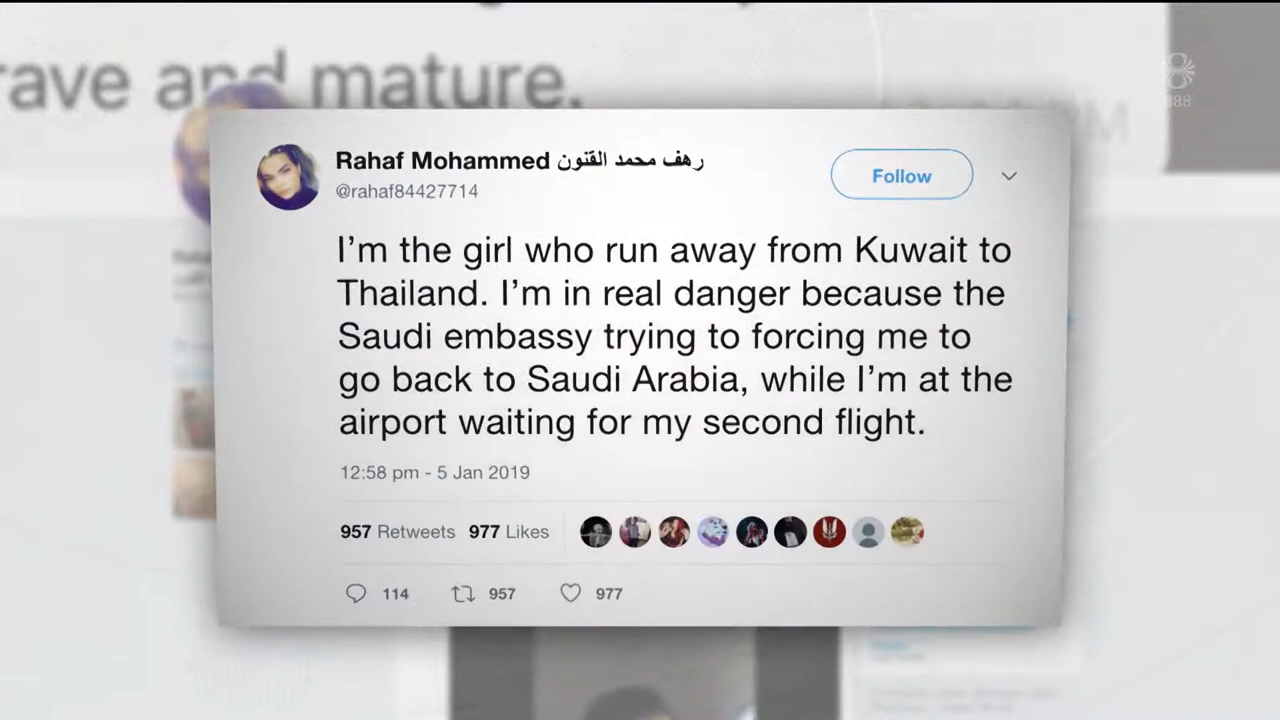 rave and mature.
888
Rahaf Mohammed رهف محمد القنون
@rahaf84427714
Follow
I’m the girl who run away from Kuwait to
Thailand. I’m in real danger because the
Saudi embassy trying to forcing me to
go back to Saudi Arabia, while I’m at the
airport waiting for my second flight.
12:58 pm - 5 Jan 2019
957 Retweets 977 Likes
114 957 977